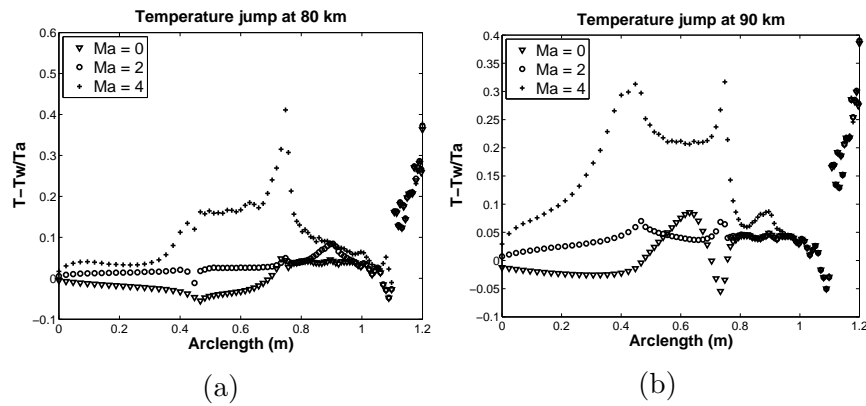 Temperature jump at 80 km
T−Tw/Ta
0.6
0.5
0.4
0.3
0.2
0.1
0
−0.1
Ma = 0
Ma = 2
Ma = 4
0
0.2
0.4
0.6
0.8
1
1.2
Arclength (m)
(a)
Temperature jump at 90 km
T−Tw/Ta
0.4
0.35
0.3
0.25
0.2
0.15
0.1
0.05
0
−0.05
−0.1
Ma = 0
Ma = 2
Ma = 4
0
0.2
0.4
0.6
0.8
1
1.2
Arclength (m)
(b)